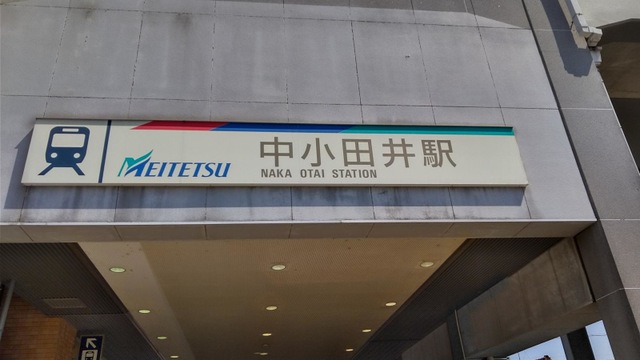 MEITETSU
中小田井駅
NAKA OTAI STATION